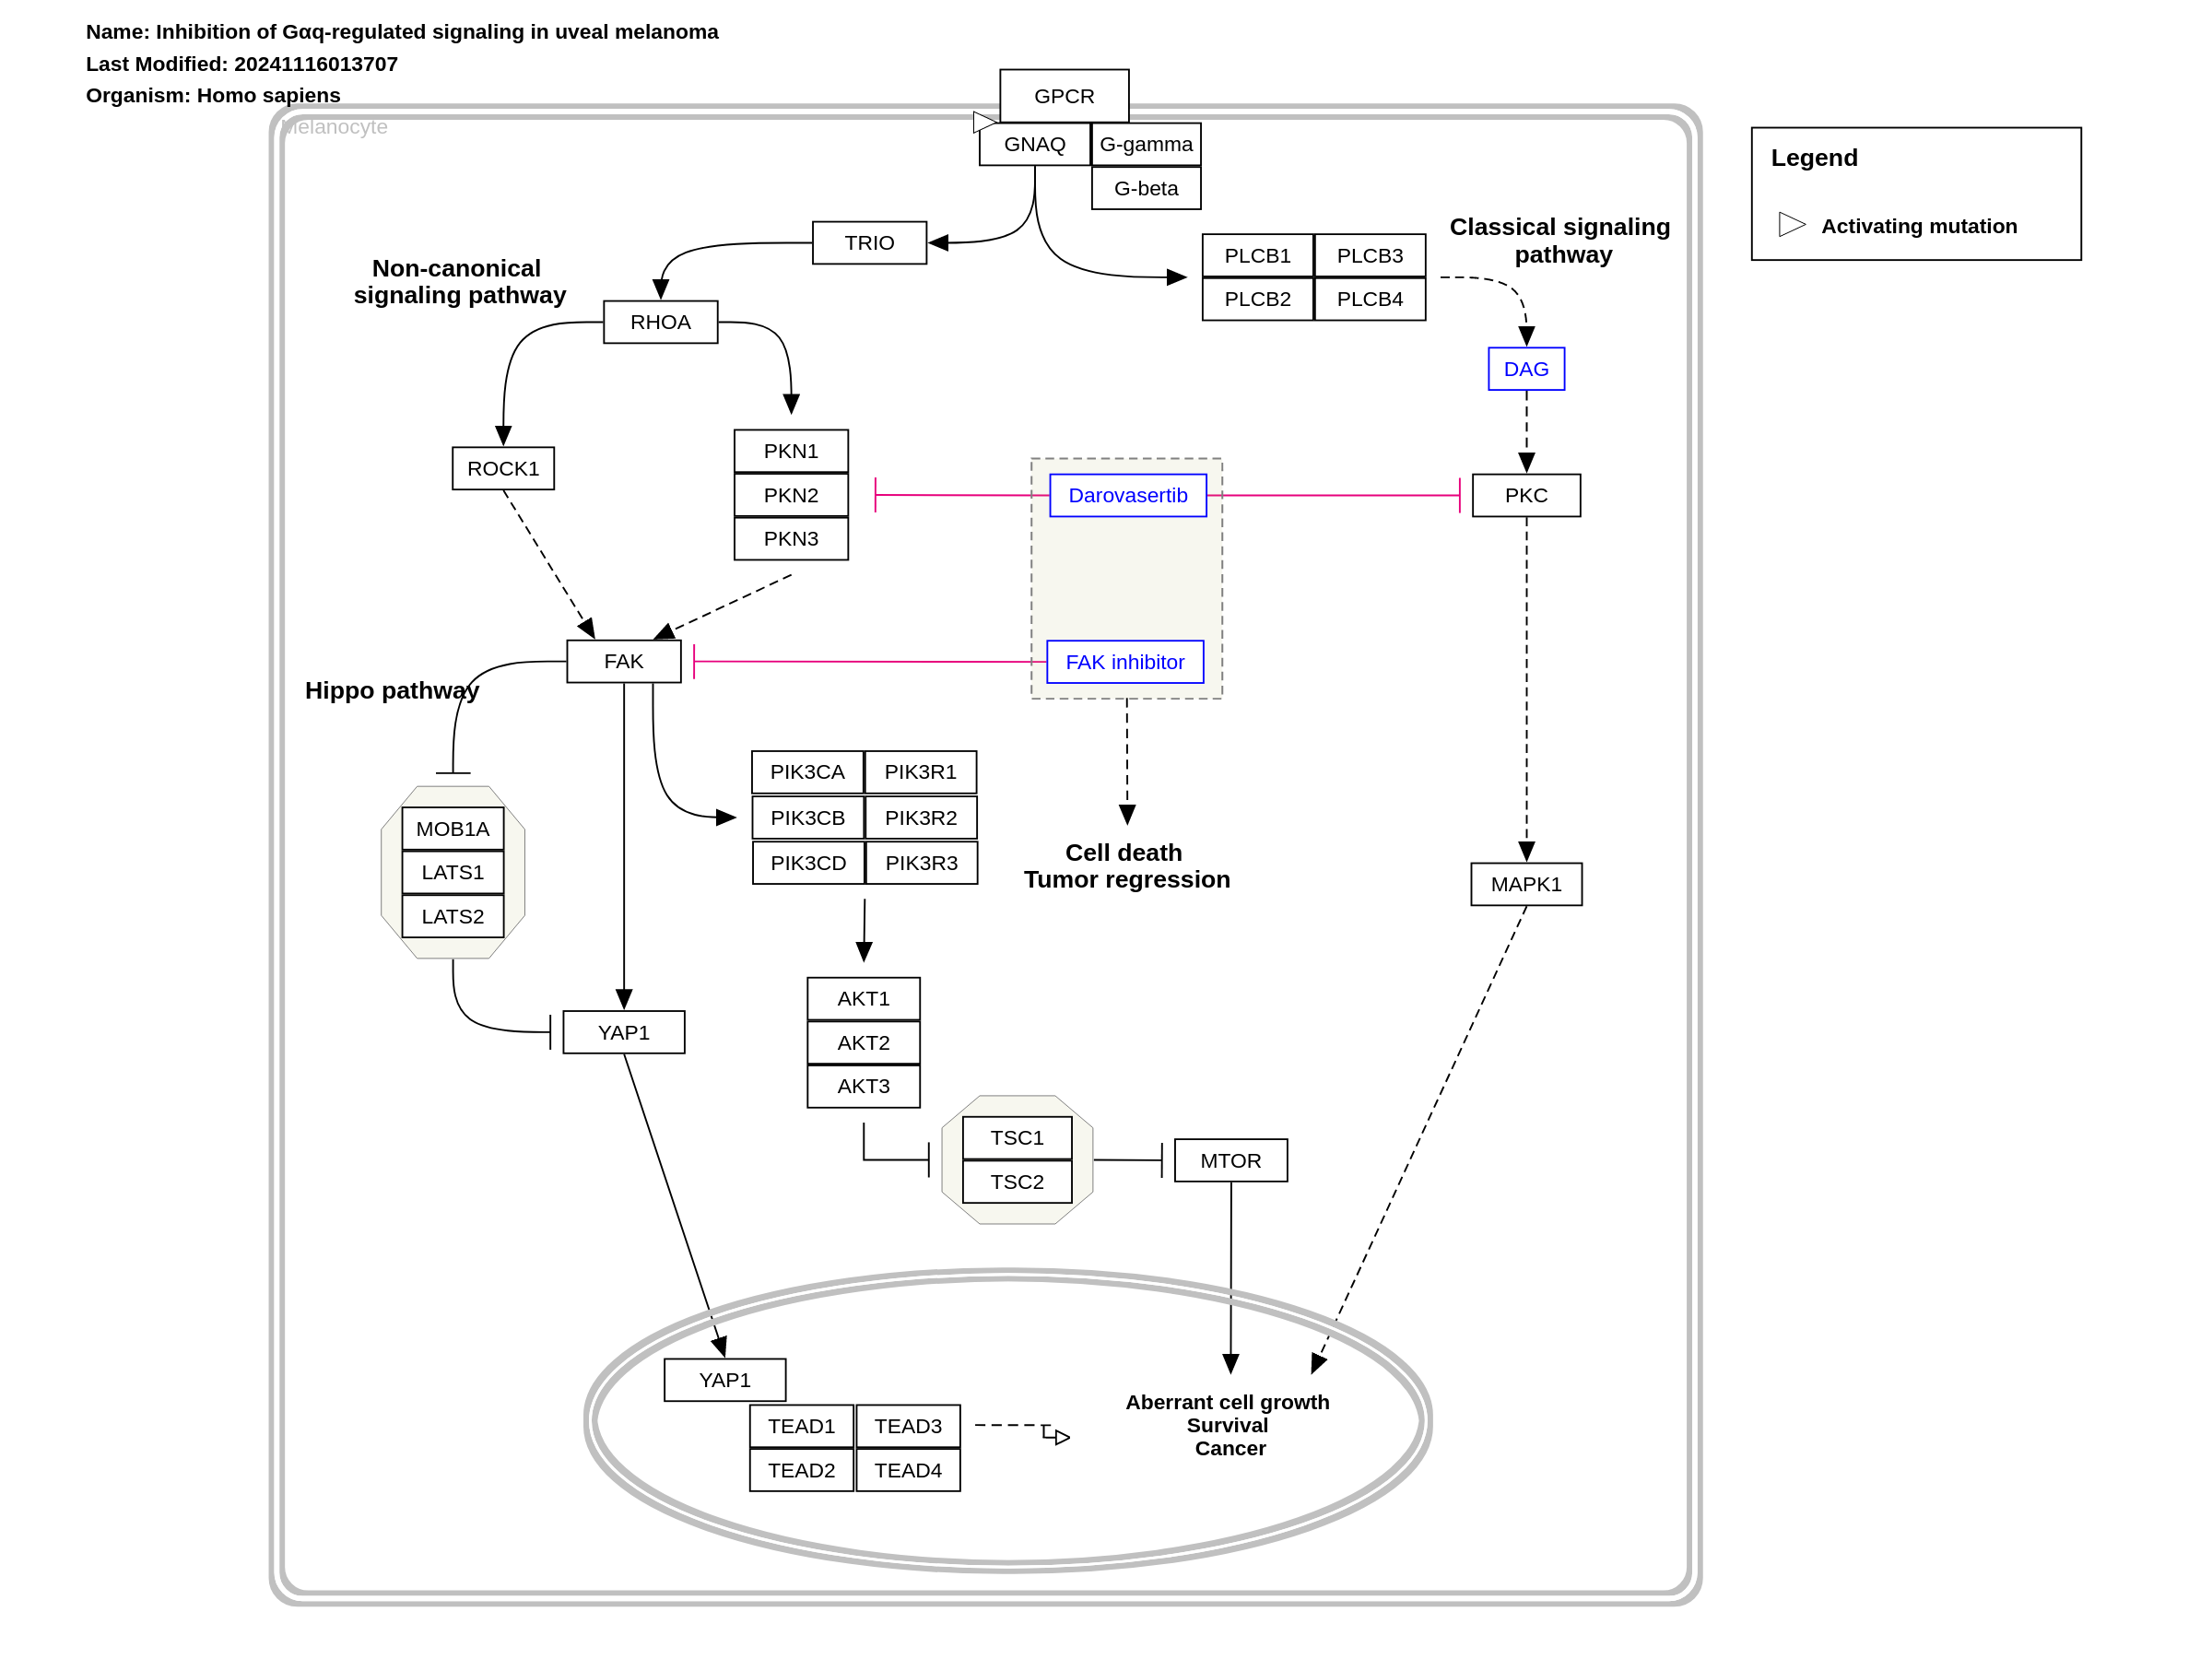 Name: Inhibition of Gαq-regulated signaling in uveal melanoma
Last Modified: 20241116013707
Organism: Homo sapiens
Melanocyte
GPCR
GNAQ
G-gamma
G-beta
Legend
Activating mutation
TRIO
Classical signaling
pathway
PLCB1
PLCB3
PLCB2
PLCB4
Non-canonical
signaling pathway
RHOA
DAG
ROCK1
PKN1
PKN2
PKN3
Darovasertib
PKC
FAK
FAK inhibitor
Hippo pathway
PIK3CA
PIK3R1
PIK3CB
PIK3R2
PIK3CD
PIK3R3
MOB1A
LATS1
LATS2
Cell death
Tumor regression
MAPK1
YAP1
AKT1
AKT2
AKT3
TSC1
TSC2
MTOR
YAP1
TEAD1
TEAD3
TEAD2
TEAD4
Aberrant cell growth
Survival
Cancer